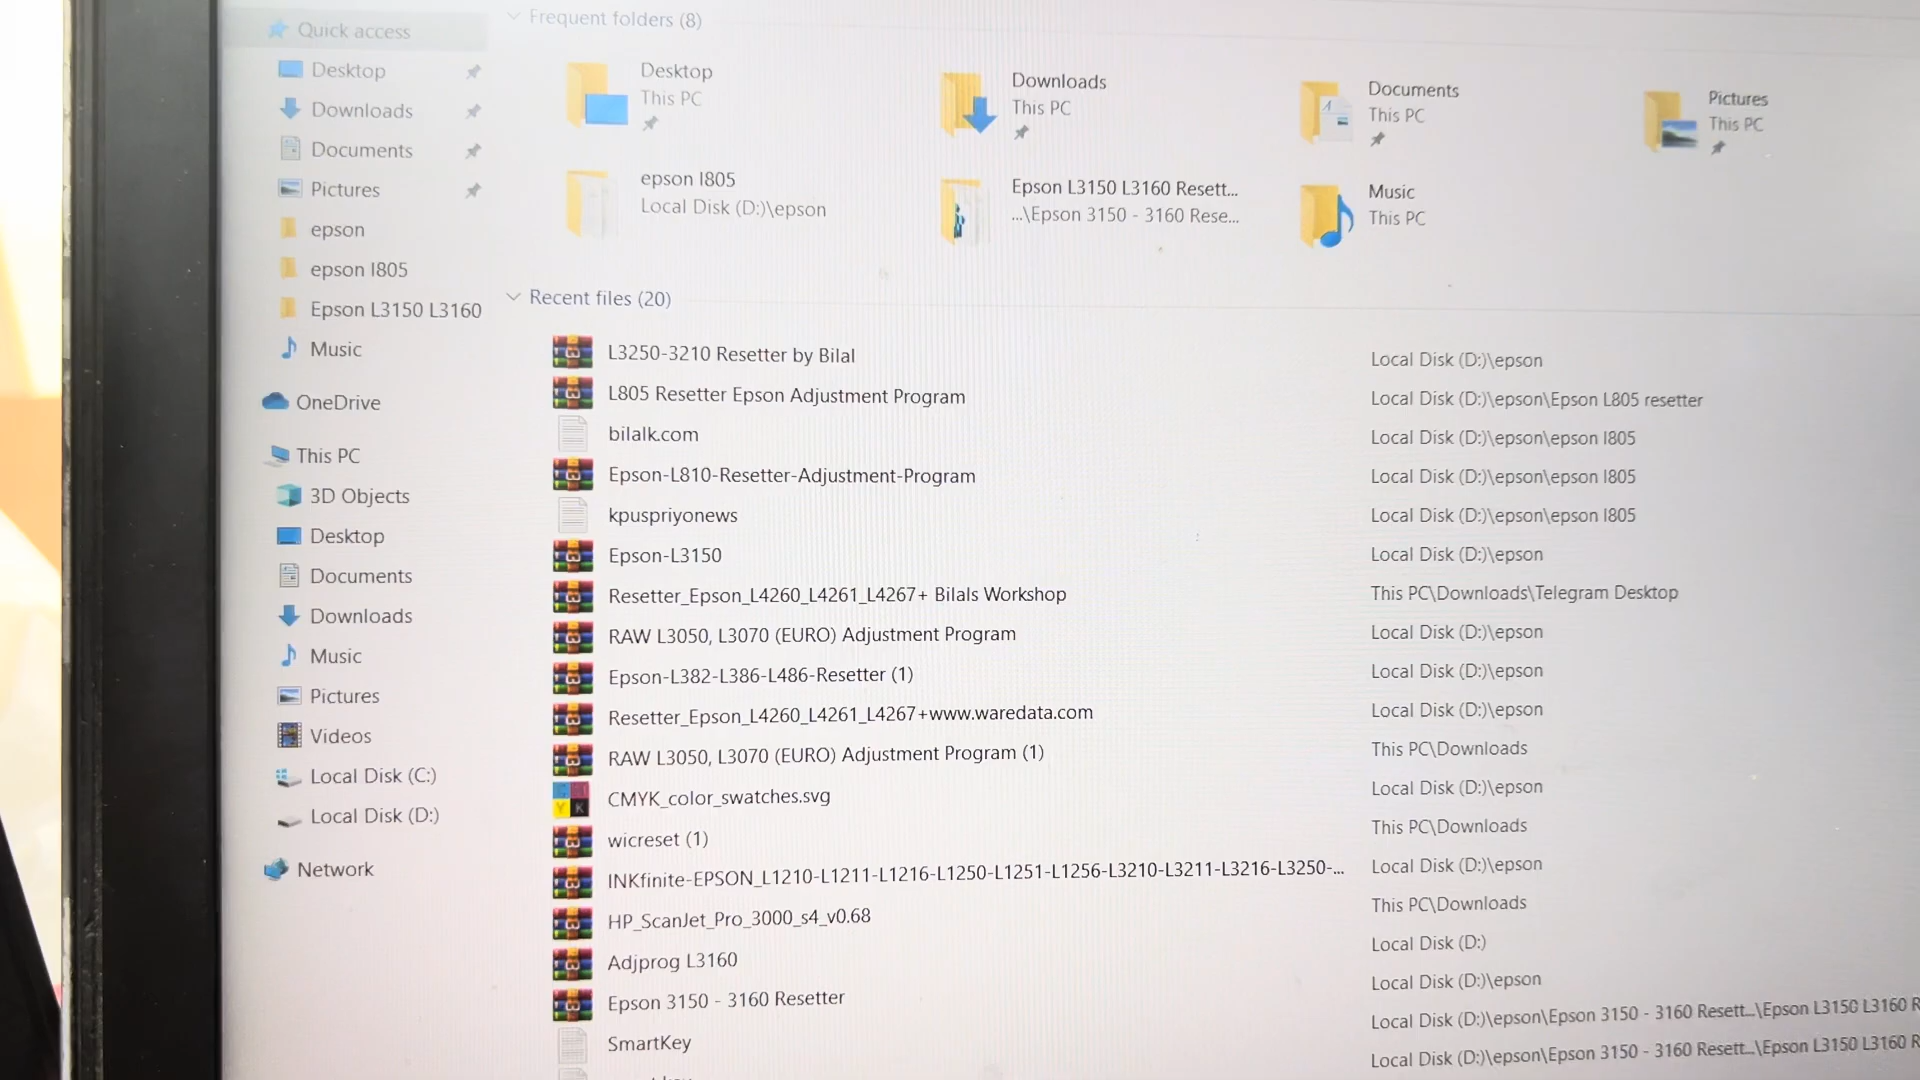 Quick access
Desktop
Downloads
Documents
Pictures
epson
epson l805
Epson L3150 L3160
Music
OneDrive
This PC
3D Objects
Desktop
Documents
Downloads
Music
Pictures
Videos
Local Disk (C:)
Local Disk (D:)
Network
Frequent folders (8)
Desktop
This PC
Downloads
This PC
Documents
This PC
Pictures
This PC
epson l805
Local Disk (D:)\epson
Epson L3150 L3160 Resett...
...\Epson 3150 - 3160 Rese...
Music
This PC
Recent files (20)
L3250-3210 Resetter by Bilal
Local Disk (D:)\epson
L805 Resetter Epson Adjustment Program
Local Disk (D:)\epson\Epson L805 resetter
bilalk.com
Local Disk (D:)\epson\epson l805
Epson-L810-Resetter-Adjustment-Program
Local Disk (D:)\epson\epson l805
kpuspriyonews
Local Disk (D:)\epson\epson l805
Epson-L3150
Local Disk (D:)\epson
Resetter_Epson_L4260_L4261_L4267+ Bilals Workshop
This PC\Downloads\Telegram Desktop
RAW L3050, L3070 (EURO) Adjustment Program
Local Disk (D:)\epson
Epson-L382-L386-L486-Resetter (1)
Local Disk (D:)\epson
Resetter_Epson_L4260_L4261_L4267+www.waredata.com
Local Disk (D:)\epson
RAW L3050, L3070 (EURO) Adjustment Program (1)
This PC\Downloads
CMYK_color_swatches.svg
Local Disk (D:)\epson
wicreset (1)
This PC\Downloads
INKfinite-EPSON_L1210-L1211-L1216-L1250-L1251-L1256-L3210-L3211-L3216-L3250-...
Local Disk (D:)\epson
HP_ScanJet_Pro_3000_s4_v0.68
This PC\Downloads
Adjprog L3160
Local Disk (D:)
Epson 3150 - 3160 Resetter
Local Disk (D:)\epson
SmartKey
Local Disk (D:)\epson\Epson 3150 - 3160 Resett...\Epson L3150 L3160 R
Local Disk (D:)\epson\Epson 3150 - 3160 Resett...\Epson L3150 L3160 R